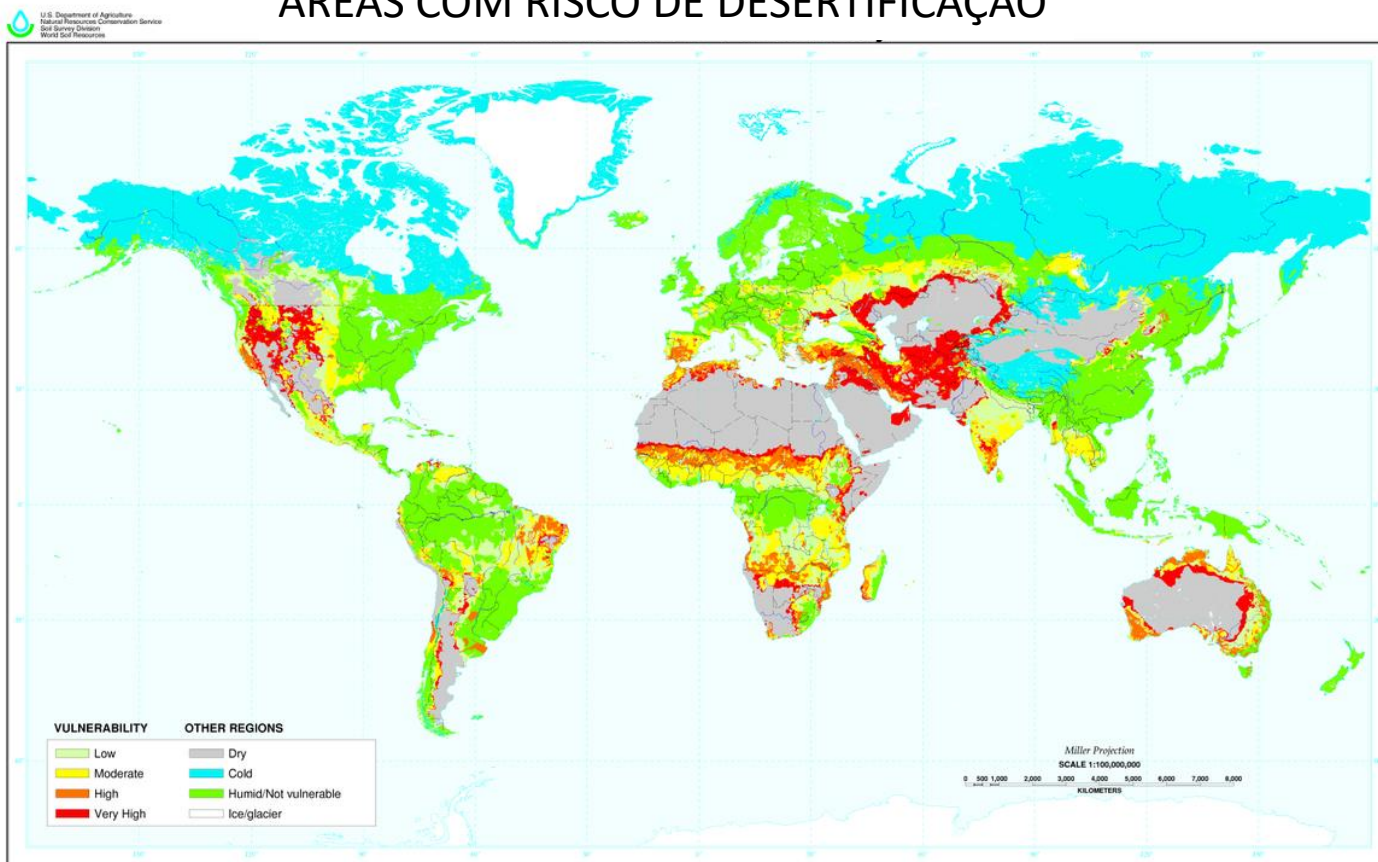 ÁREAS COM RISCO DE DESERTIFICAÇÃO
U.S. Department of Agriculture
Natural Resources Conservation Service
Soil Survey Division
World Soil Resources
VULNERABILITY
Low
Moderate
High
Very High
OTHER REGIONS
Dry
Cold
Humid/Not vulnerable
Ice/glacier
Miller Projection
SCALE 1:100,000,000
0 500 1,000 2,000 3,000 4,000 5,000 6,000 7,000 8,000
KILOMETERS